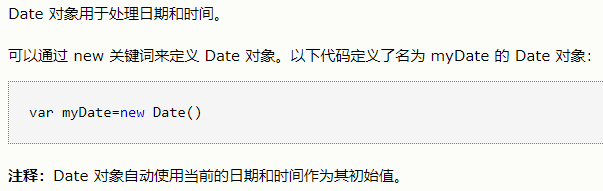 Date 对象用于处理日期和时间。
可以通过 new 关键词来定义 Date 对象。以下代码定义了名为 myDate 的 Date 对象：
var myDate=new Date()
注释：Date 对象自动使用当前的日期和时间作为其初始值。